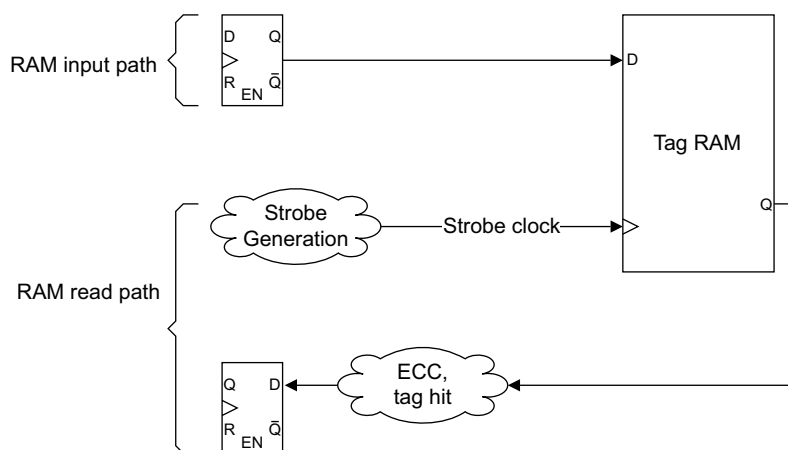 RAM input path
D Q
R Q̄
EN
D
Tag RAM
Q
Strobe
Generation
Strobe clock
RAM read path
ECC,
tag hit
Q D
R Q̄
EN